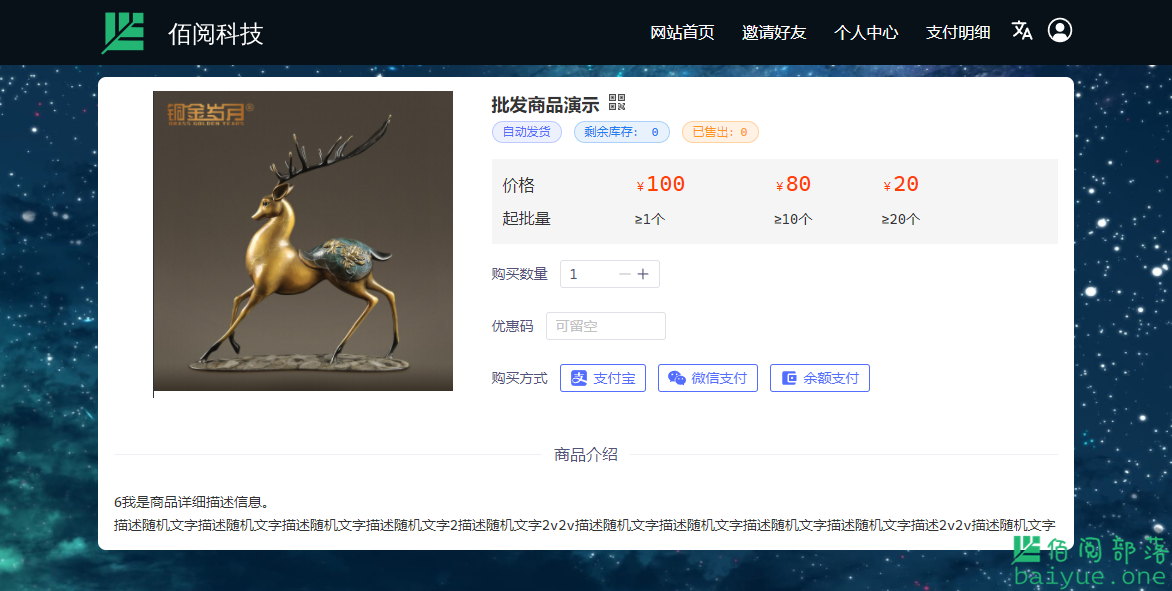 佰阅科技
网站首页 邀请好友 个人中心 支付明细
铜金岁月®
BRASS GOLDEN YEARS
批发商品演示
自动发货 剩余库存: 0 已售出: 0
价格 ¥100 ¥80 ¥20
起批量 ≥1个 ≥10个 ≥20个
购买数量 1
优惠码 可留空
购买方式 支付宝 微信支付 余额支付
商品介绍
6我是商品详细描述信息。
描述随机文字描述随机文字描述随机文字描述随机文字2描述随机文字2v2v描述随机文字描述随机文字描述随机文字描述随机文字描述2v2v描述随机文字
佰阅部落
baiyue.one